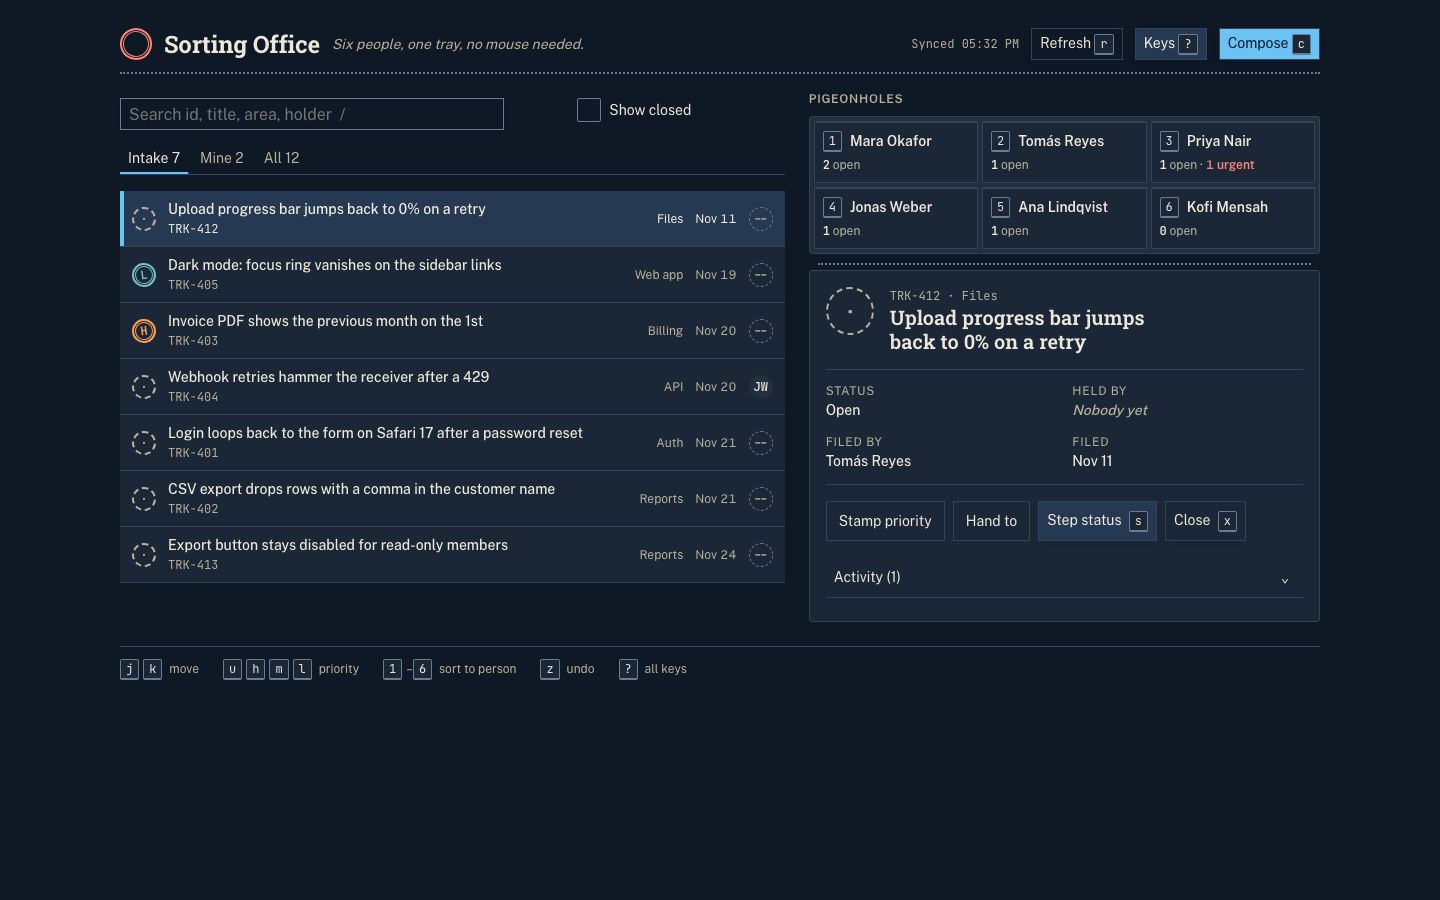 Sorting Office Six people, one tray, no mouse needed. Synced 05:32 PM Refresh r Keys ? Compose c
Search id, title, area, holder /
Show closed
Intake 7 Mine 2 All 12
Upload progress bar jumps back to 0% on a retry
TRK-412
Files Nov 11 --
L
Dark mode: focus ring vanishes on the sidebar links
TRK-405
Web app Nov 19 --
H
Invoice PDF shows the previous month on the 1st
TRK-403
Billing Nov 20 --
Webhook retries hammer the receiver after a 429
TRK-404
API Nov 20 JW
Login loops back to the form on Safari 17 after a password reset
TRK-401
Auth Nov 21 --
CSV export drops rows with a comma in the customer name
TRK-402
Reports Nov 21 --
Export button stays disabled for read-only members
TRK-413
Reports Nov 24 --
PIGEONHOLES
1 Mara Okafor
2 open
2 Tomás Reyes
1 open
3 Priya Nair
1 open · 1 urgent
4 Jonas Weber
1 open
5 Ana Lindqvist
1 open
6 Kofi Mensah
0 open
TRK-412 · Files
Upload progress bar jumps
back to 0% on a retry
STATUS
Open
HELD BY
Nobody yet
FILED BY
Tomás Reyes
FILED
Nov 11
Stamp priority Hand to Step status s Close x
Activity (1)
j k move u h m l priority 1 – 6 sort to person z undo ? all keys